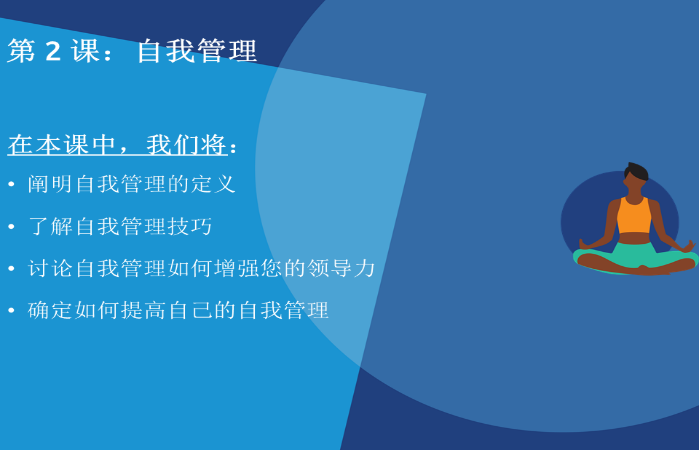 第 2 课：自我管理
在本课中，我们将：
• 阐明自我管理的定义
• 了解自我管理技巧
• 讨论自我管理如何增强您的领导力
• 确定如何提高自己的自我管理